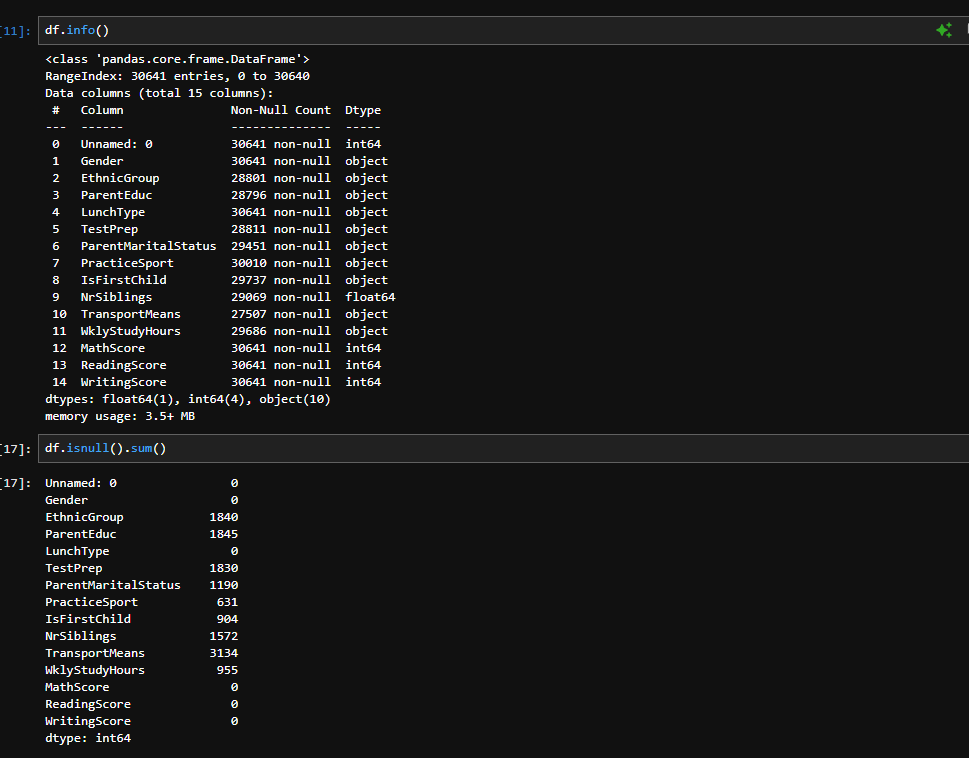 [11]: df.info()
<class 'pandas.core.frame.DataFrame'>
RangeIndex: 30641 entries, 0 to 30640
Data columns (total 15 columns):
 #   Column               Non-Null Count  Dtype
---  ------               --------------  -----
 0   Unnamed: 0           30641 non-null  int64
 1   Gender               30641 non-null  object
 2   EthnicGroup          28801 non-null  object
 3   ParentEduc           28796 non-null  object
 4   LunchType            30641 non-null  object
 5   TestPrep             28811 non-null  object
 6   ParentMaritalStatus  29451 non-null  object
 7   PracticeSport        30010 non-null  object
 8   IsFirstChild         29737 non-null  object
 9   NrSiblings           29069 non-null  float64
 10  TransportMeans       27507 non-null  object
 11  WklyStudyHours       29686 non-null  object
 12  MathScore            30641 non-null  int64
 13  ReadingScore         30641 non-null  int64
 14  WritingScore         30641 non-null  int64
dtypes: float64(1), int64(4), object(10)
memory usage: 3.5+ MB
[17]: df.isnull().sum()
[17]: Unnamed: 0                0
Gender                    0
EthnicGroup            1840
ParentEduc             1845
LunchType                 0
TestPrep               1830
ParentMaritalStatus    1190
PracticeSport           631
IsFirstChild            904
NrSiblings             1572
TransportMeans         3134
WklyStudyHours          955
MathScore                 0
ReadingScore              0
WritingScore              0
dtype: int64